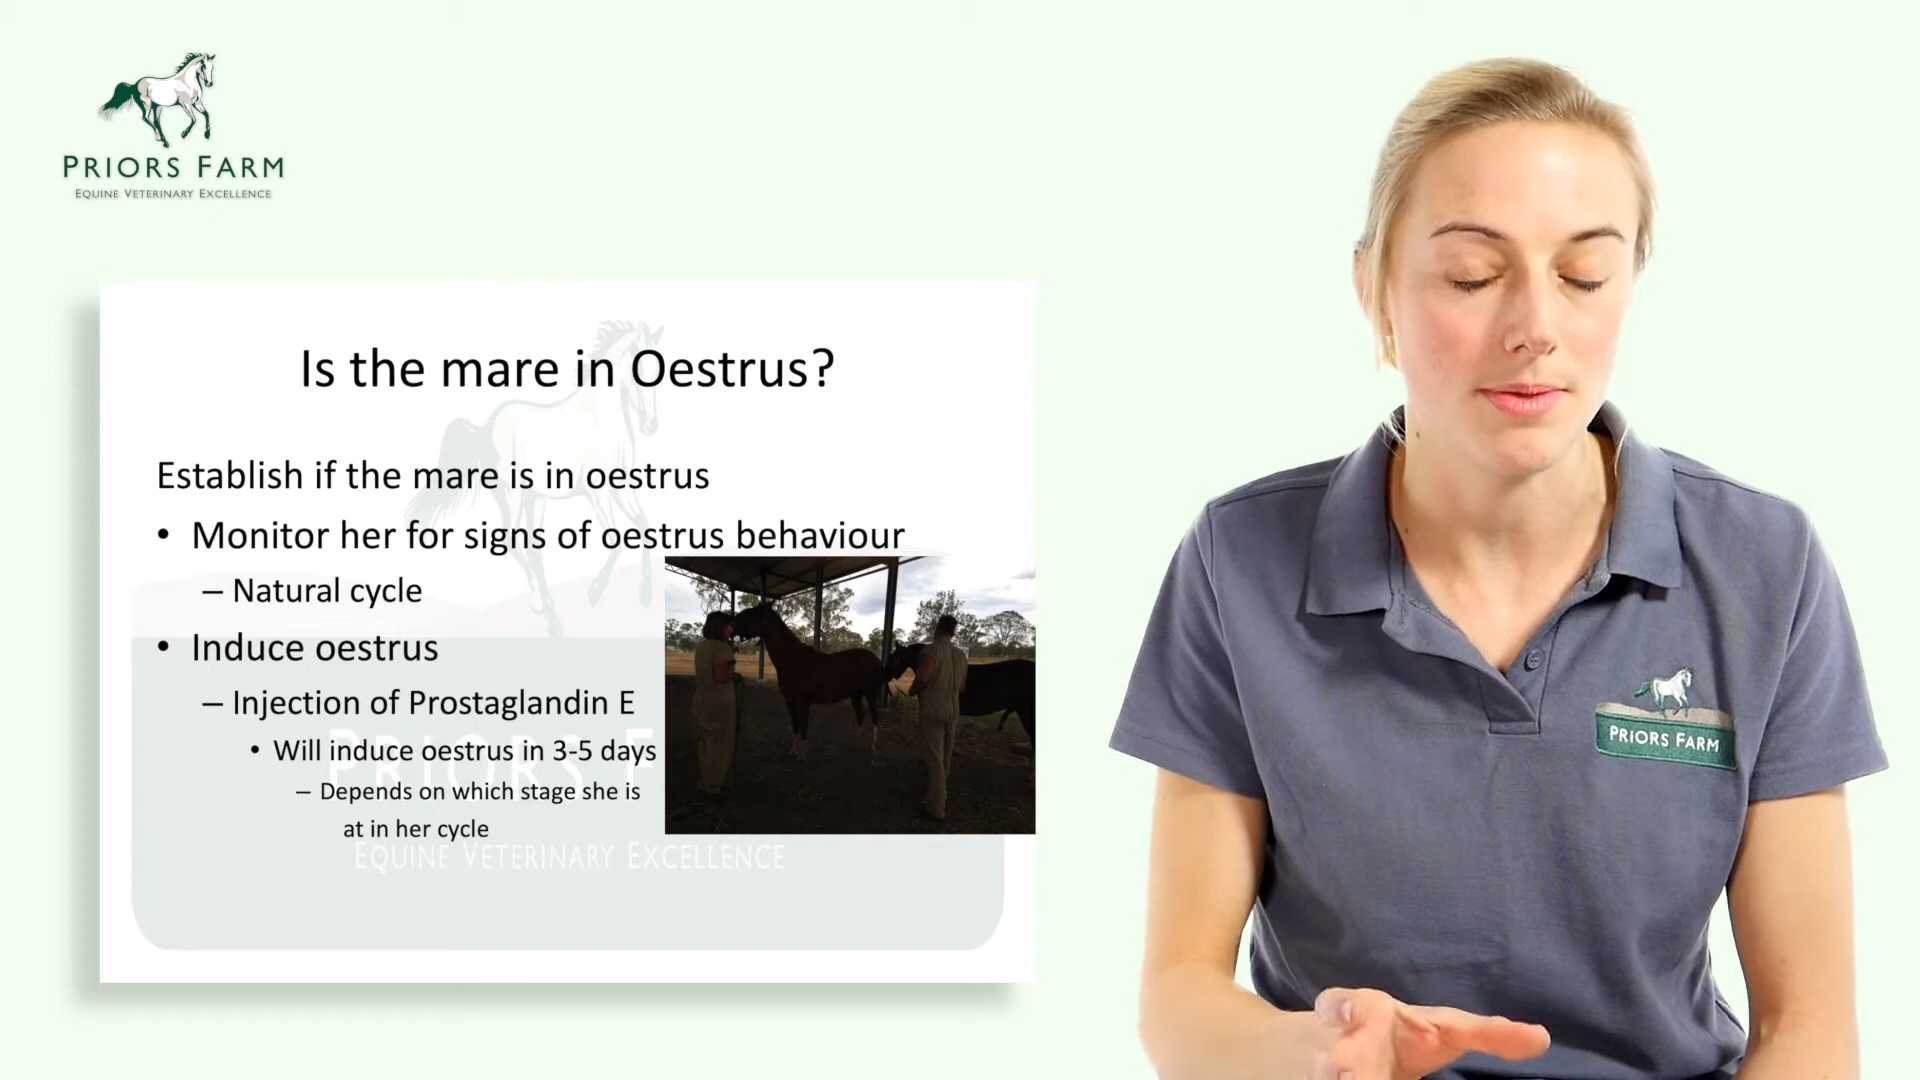 PRIORS FARM
EQUINE VETERINARY EXCELLENCE
Is the mare in Oestrus?
Establish if the mare is in oestrus
• Monitor her for signs of oestrus behaviour
– Natural cycle
• Induce oestrus
– Injection of Prostaglandin E
• Will induce oestrus in 3-5 days
– Depends on which stage she is
at in her cycle
PRIORS F
EQUINE VETERINARY EXCELLENCE
PRIORS FARM